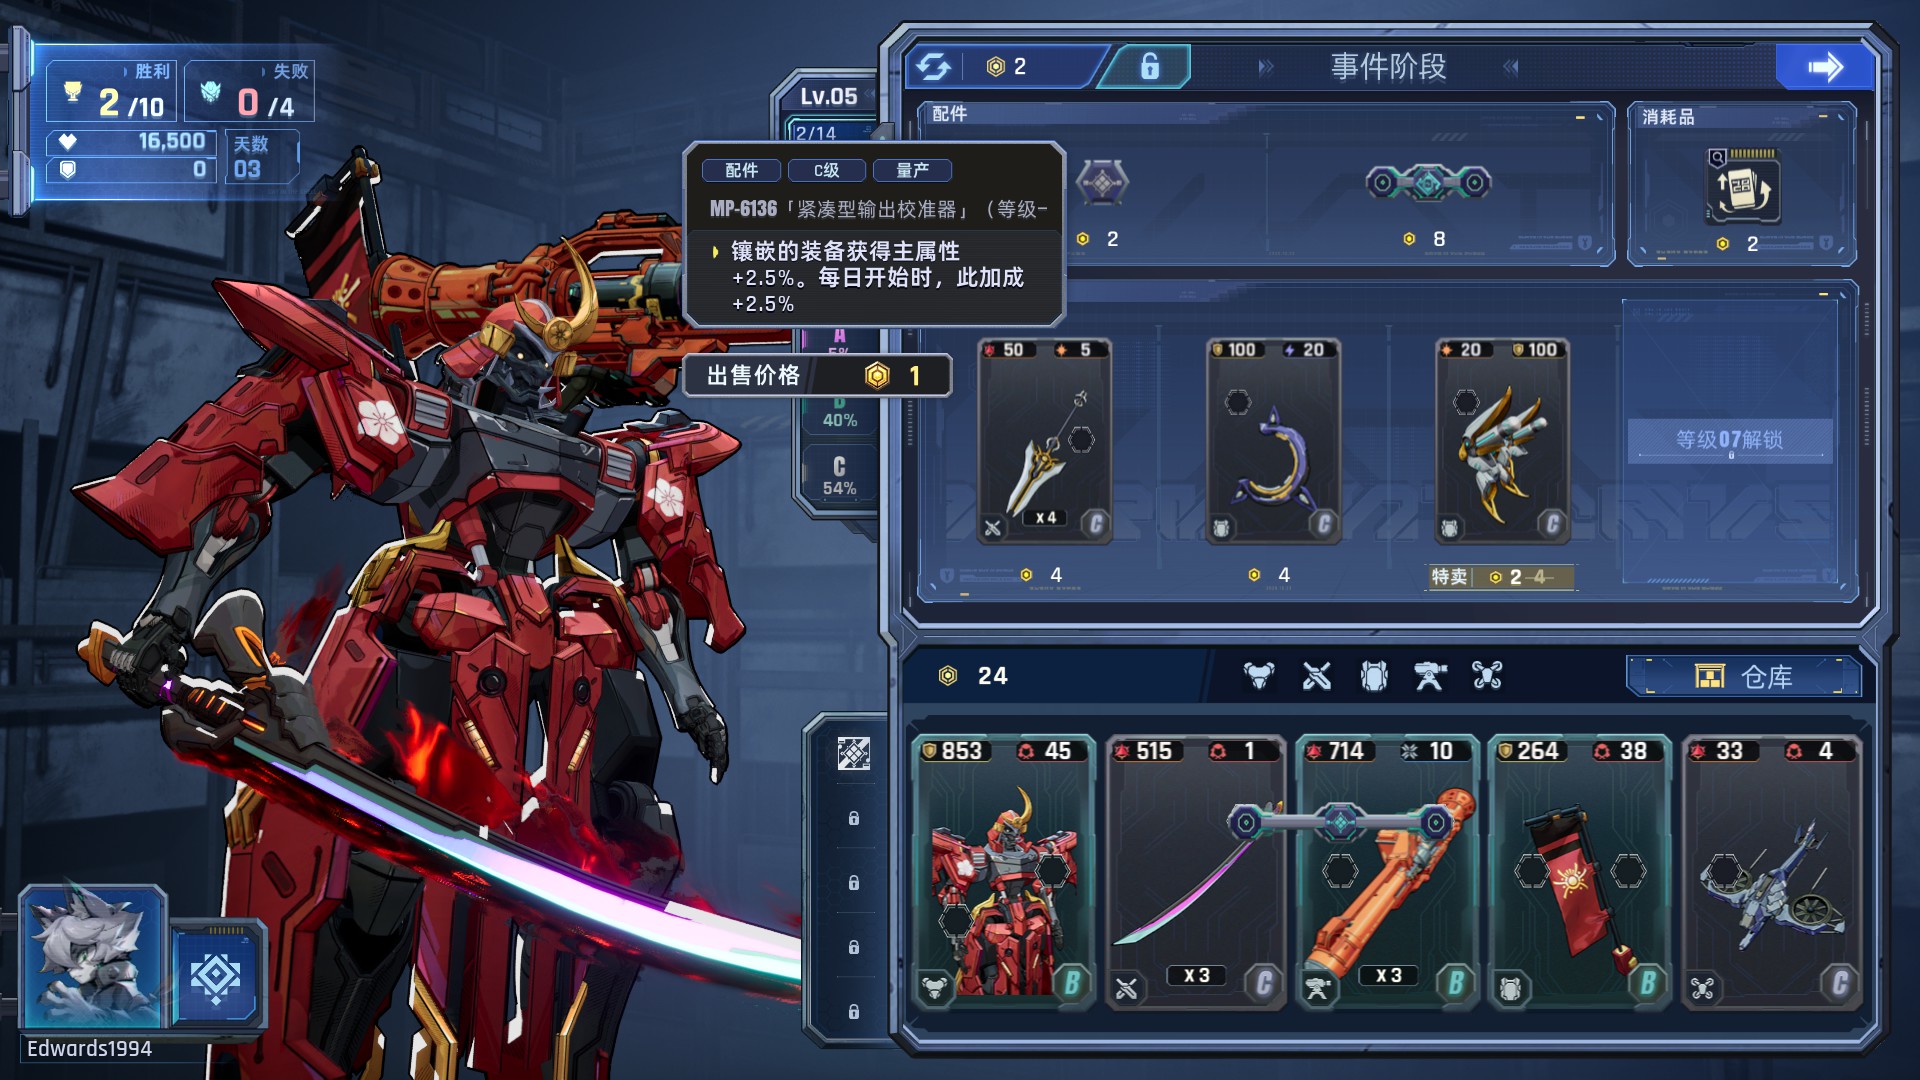 胜利
2 /10
失败
0 /4
16,500
0
天数
03
Lv.05
2/14
2
事件阶段
配件
消耗品
2
8
2
配件
C级
量产
MP-6136「紧凑型输出校准器」（等级-
镶嵌的装备获得主属性
+2.5%。每日开始时，此加成
+2.5%
出售价格
1
A
5%
40%
C
54%
50
5
x4
C
4
100
20
C
4
20
100
C
特卖
2 4
等级07解锁
24
仓库
853
45
B
515
1
x3
C
714
10
x3
B
264
38
B
33
4
C
Edwards1994